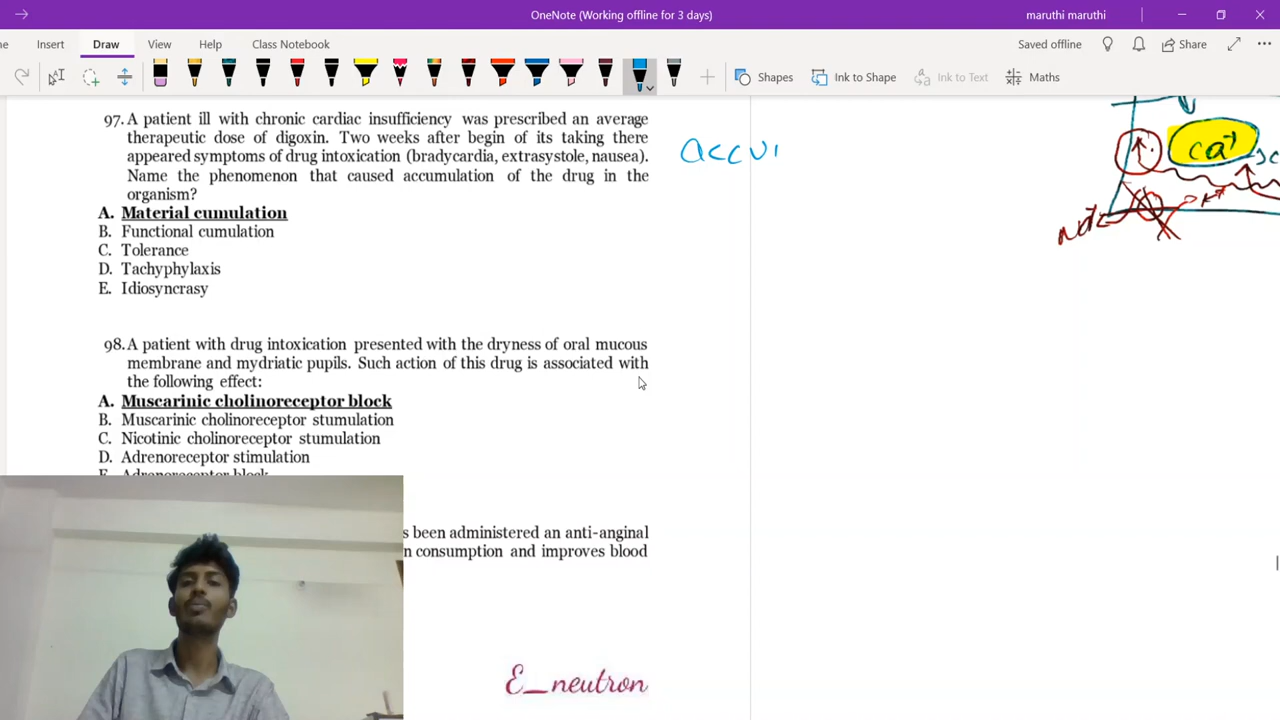 OneNote (Working offline for 3 days)
maruthi maruthi
Insert
Draw
View
Help
Class Notebook
Saved offline
Share
Shapes
Ink to Shape
Ink to Text
Maths
97. A patient ill with chronic cardiac insufficiency was prescribed an average
therapeutic dose of digoxin. Two weeks after begin of its taking there
appeared symptoms of drug intoxication (bradycardia, extrasystole, nausea).
Name the phenomenon that caused accumulation of the drug in the
organism?
A. Material cumulation
B. Functional cumulation
C. Tolerance
D. Tachyphylaxis
E. Idiosyncrasy
98. A patient with drug intoxication presented with the dryness of oral mucous
membrane and mydriatic pupils. Such action of this drug is associated with
the following effect:
A. Muscarinic cholinoreceptor block
B. Muscarinic cholinoreceptor stumulation
C. Nicotinic cholinoreceptor stumulation
D. Adrenoreceptor stimulation
E. Adrenoreceptor block
s been administered an anti-anginal
n consumption and improves blood
E_neutron
accu